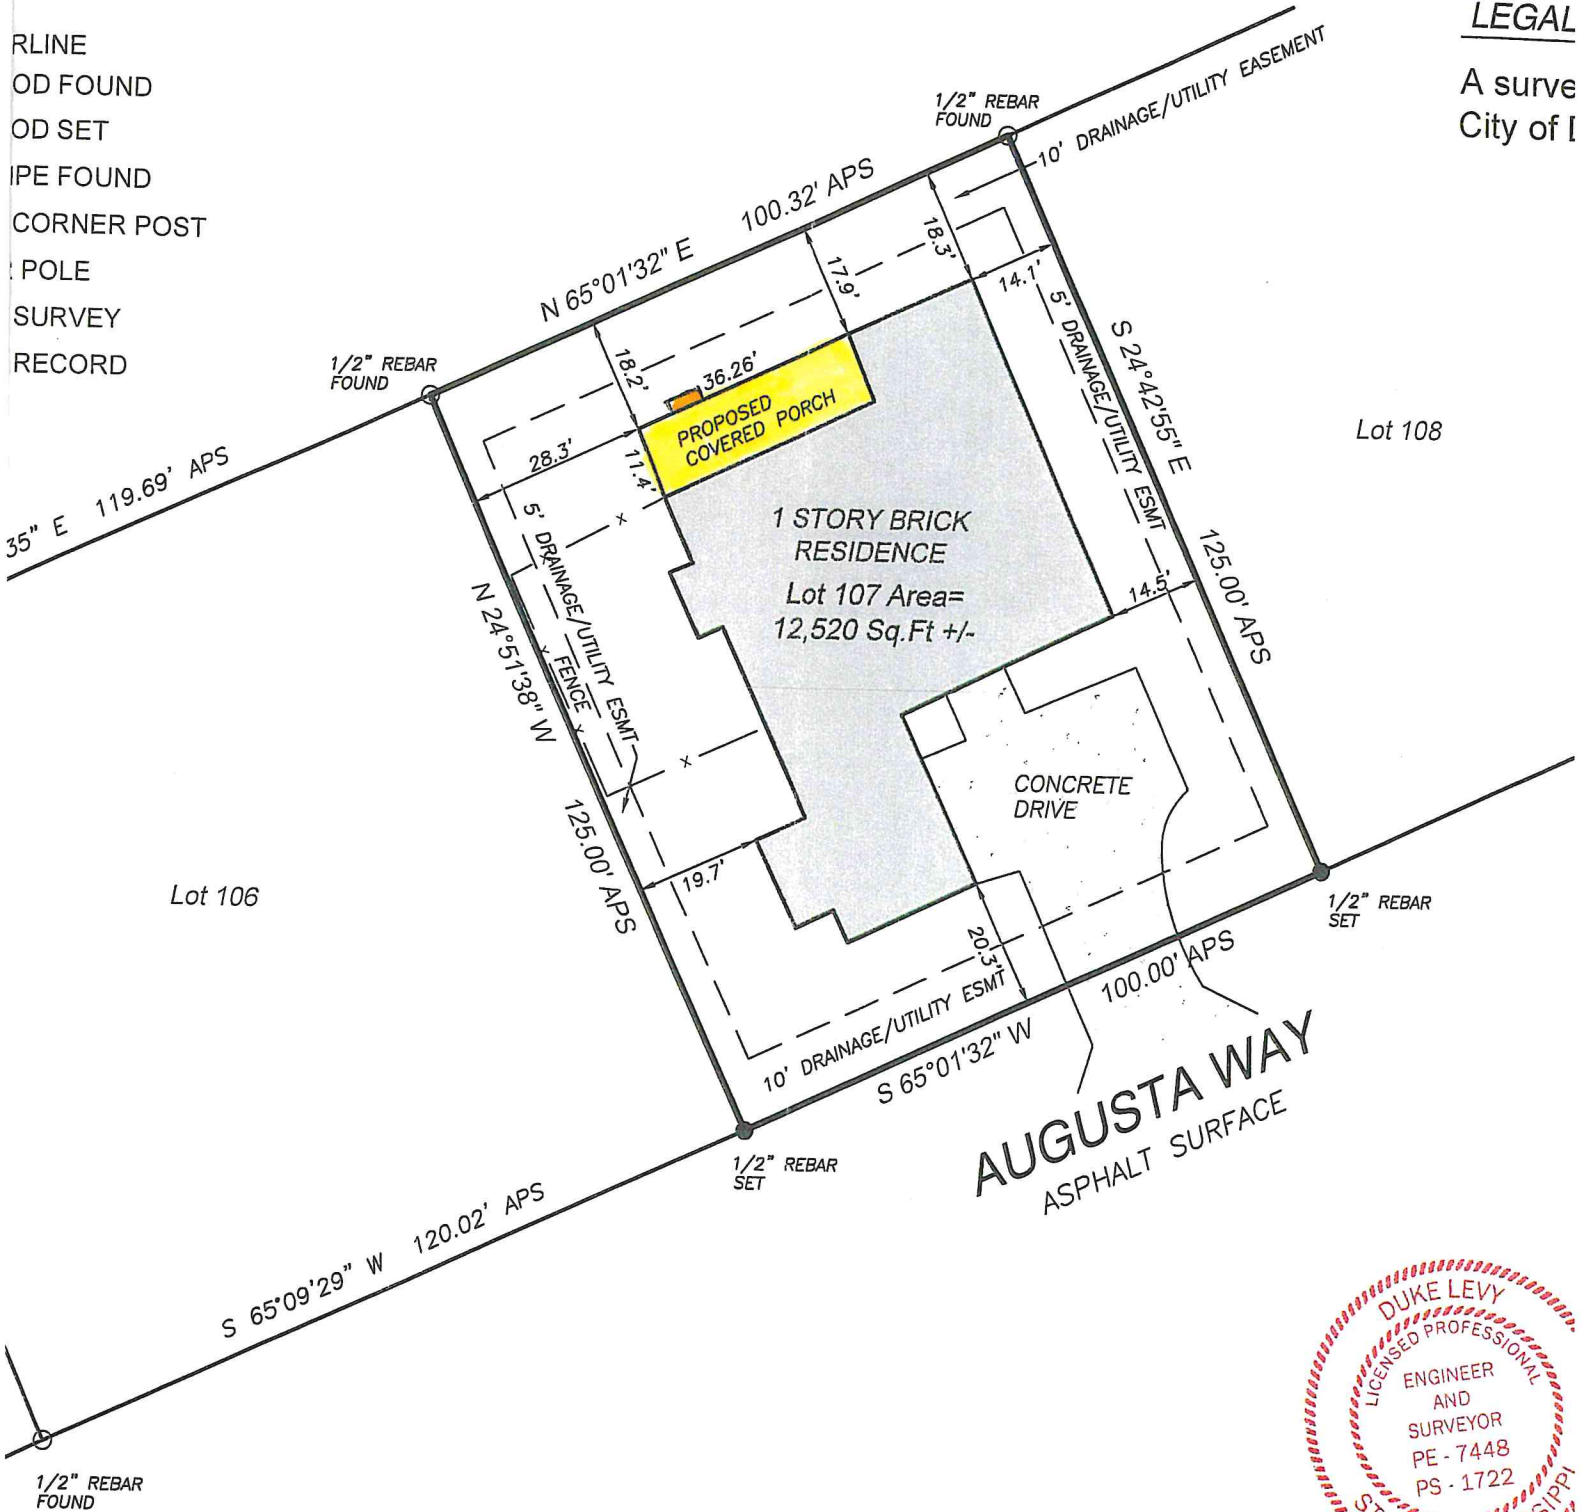 RLINE
OD FOUND
OD SET
IPE FOUND
CORNER POST
POLE
SURVEY
RECORD
LEGAL
A surve
City of
1/2" REBAR
FOUND
10' DRAINAGE/UTILITY EASEMENT
N 65°01'32" E 100.32' APS
18.3'
17.9'
14.1'
1/2" REBAR
FOUND
18.2'
36.26'
PROPOSED
COVERED PORCH
28.3'
11.4'
5' DRAINAGE/UTILITY ESMT
S 24°42'55" E 125.00' APS
Lot 108
35" E 119.69' APS
x
1 STORY BRICK
RESIDENCE
Lot 107 Area=
12,520 Sq.Ft +/-
5' DRAINAGE/UTILITY ESMT
FENCE
x
x
x
x
N 24°51'38" W 125.00' APS
14.5'
CONCRETE
DRIVE
19.7'
Lot 106
1/2" REBAR
SET
20.3'
10' DRAINAGE/UTILITY ESMT
S 65°01'32" W 100.00' APS
AUGUSTA WAY
ASPHALT SURFACE
1/2" REBAR
SET
S 65°09'29" W 120.02' APS
1/2" REBAR
FOUND
DUKE LEVY
LICENSED PROFESSIONAL
ENGINEER
AND
SURVEYOR
PE - 7448
PS - 1722
ST
SIPPI